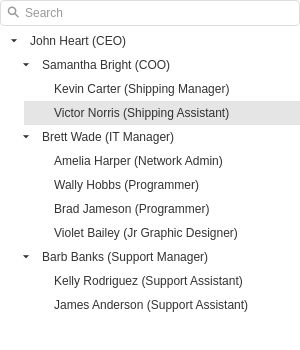 Search
John Heart (CEO)
Samantha Bright (COO)
Kevin Carter (Shipping Manager)
Victor Norris (Shipping Assistant)
Brett Wade (IT Manager)
Amelia Harper (Network Admin)
Wally Hobbs (Programmer)
Brad Jameson (Programmer)
Violet Bailey (Jr Graphic Designer)
Barb Banks (Support Manager)
Kelly Rodriguez (Support Assistant)
James Anderson (Support Assistant)